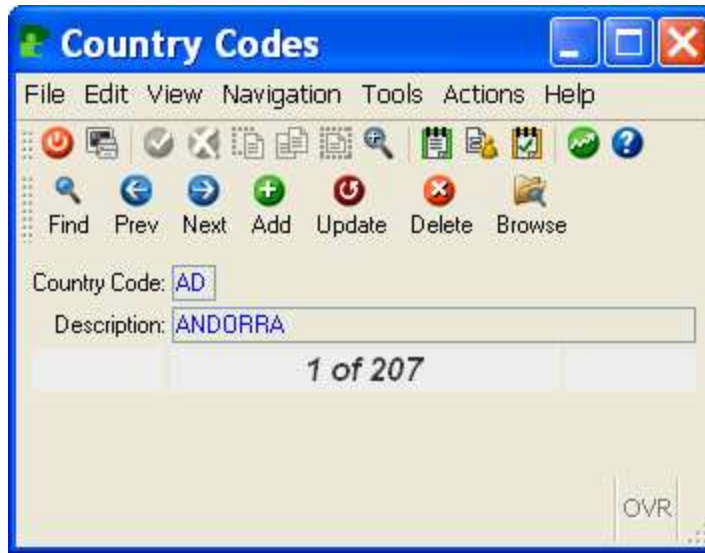 Country Codes
File Edit View Navigation Tools Actions Help
Find Prev Next Add Update Delete Browse
Country Code: AD
Description: ANDORRA
1 of 207
OVR